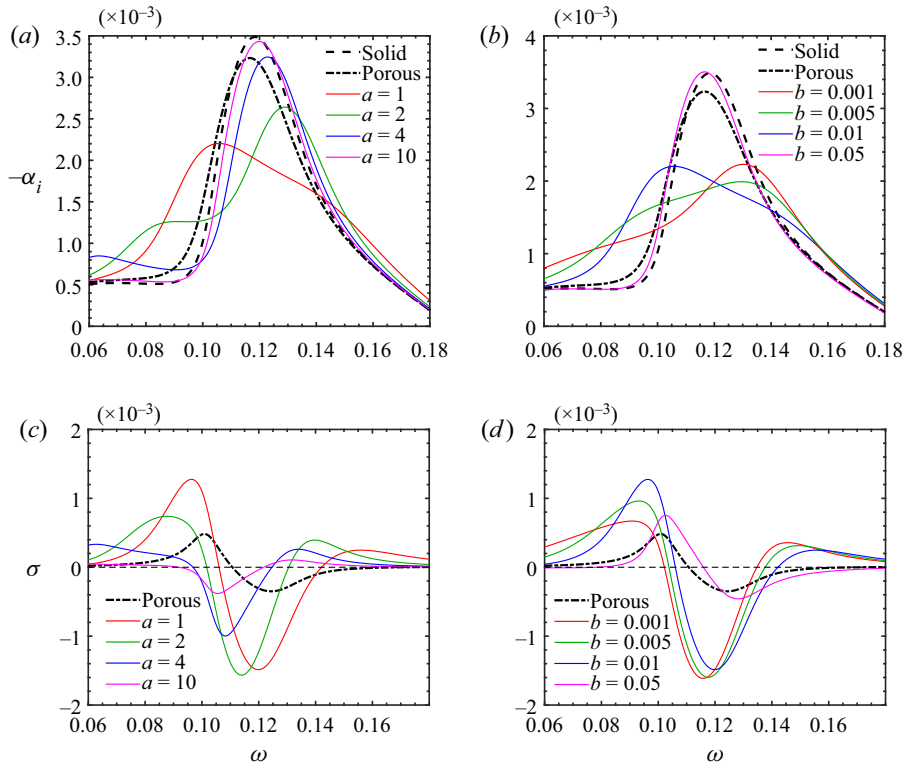 (×10⁻³)
(a)
3.5
3.0
2.5
2.0
1.5
1.0
0.5
0
−αᵢ
Solid
Porous
a = 1
a = 2
a = 4
a = 10
0.06 0.08 0.10 0.12 0.14 0.16 0.18
(×10⁻³)
(b)
4
3
2
1
0
Solid
Porous
b = 0.001
b = 0.005
b = 0.01
b = 0.05
0.06 0.08 0.10 0.12 0.14 0.16 0.18
(×10⁻³)
(c)
2
1
0
−1
−2
σ
Porous
a = 1
a = 2
a = 4
a = 10
0.06 0.08 0.10 0.12 0.14 0.16
ω
(×10⁻³)
(d)
2
1
0
−1
−2
Porous
b = 0.001
b = 0.005
b = 0.01
b = 0.05
0.06 0.08 0.10 0.12 0.14 0.16
ω